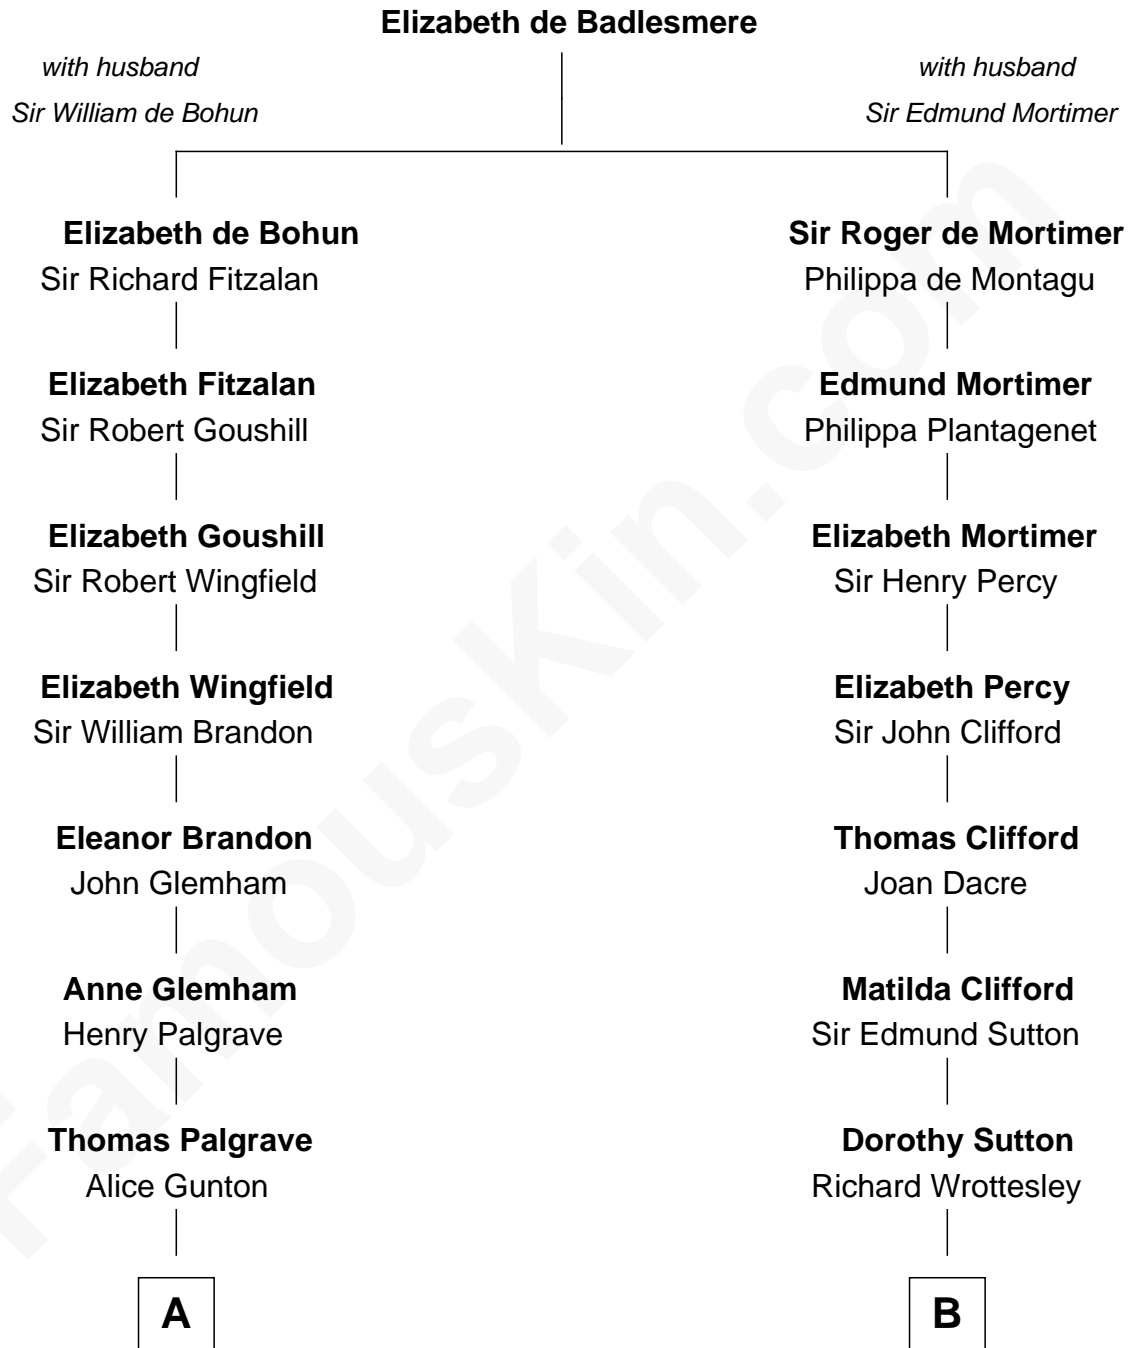 Elizabeth de Badlesmere
with husband
Sir William de Bohun
with husband
Sir Edmund Mortimer
Elizabeth de Bohun
Sir Richard Fitzalan
Sir Roger de Mortimer
Philippa de Montagu
Elizabeth Fitzalan
Sir Robert Goushill
Edmund Mortimer
Philippa Plantagenet
Elizabeth Goushill
Sir Robert Wingfield
Elizabeth Mortimer
Sir Henry Percy
Elizabeth Wingfield
Sir William Brandon
Elizabeth Percy
Sir John Clifford
Eleanor Brandon
John Glemham
Thomas Clifford
Joan Dacre
Anne Glemham
Henry Palgrave
Matilda Clifford
Sir Edmund Sutton
Thomas Palgrave
Alice Gunton
Dorothy Sutton
Richard Wrottesley
A
B
FamousKin.com